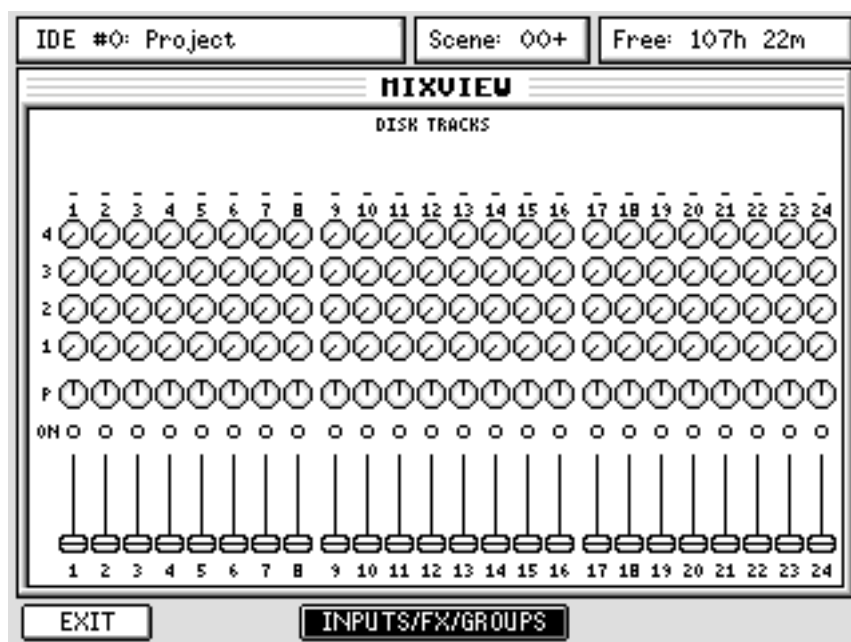 IDE #0: Project Scene: 00+ Free: 107h 22m
MIXVIEW
DISK TRACKS
1 2 3 4 5 6 7 8 9 10 11 12 13 14 15 16 17 18 19 20 21 22 23 24
4
3
2
1
P
ON
1 2 3 4 5 6 7 8 9 10 11 12 13 14 15 16 17 18 19 20 21 22 23 24
EXIT INPUTS/FX/GROUPS